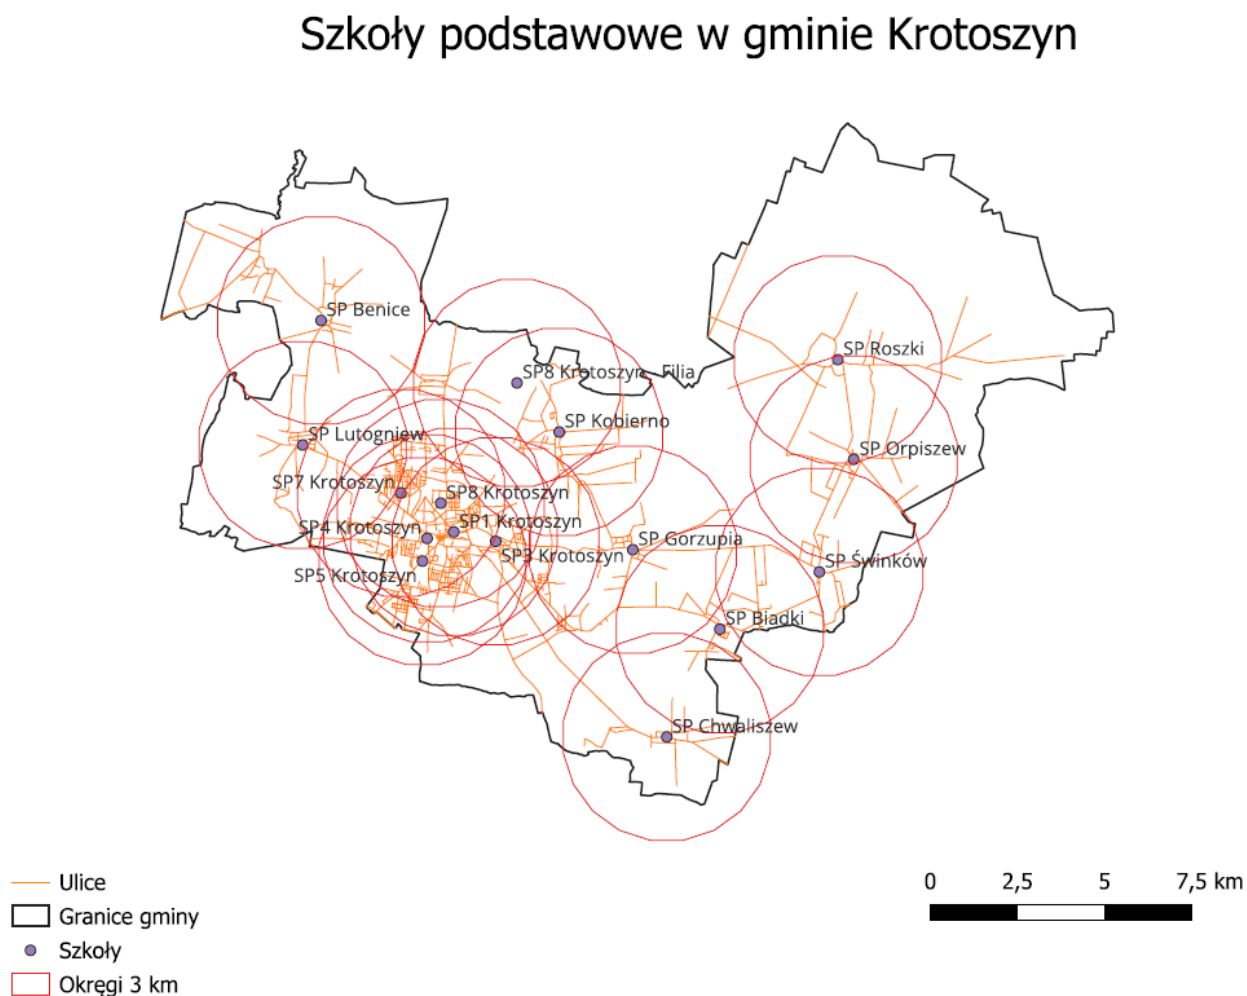 Szkoły podstawowe w gminie Krotoszyn
SP Benice
SP Roszki
SP8 Krotoszyn, Filia
SP Kobierno
SP Lutogniew
SP Orpiszew
SP7 Krotoszyn
SP8 Krotoszyn
SP4 Krotoszyn
SP1 Krotoszyn
SP Gorzupia
SP3 Krotoszyn
SP Świnków
SP5 Krotoszyn
SP Biadki
SP Chwaliszew
Ulice
Granice gminy
Szkoły
Okręgi 3 km
0 2,5 5 7,5 km